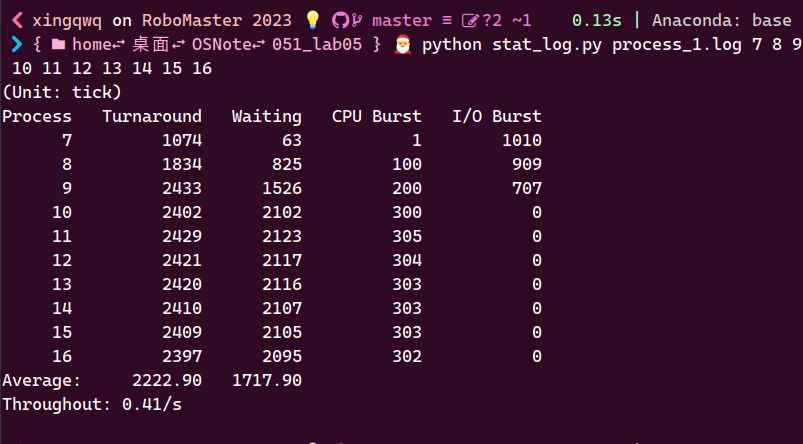 xingqwq on RoboMaster 2023 master ≡ ?2 ~1 0.13s | Anaconda: base
{ home 桌面 OSNote 051_lab05 } python stat_log.py process_1.log 7 8 9
10 11 12 13 14 15 16
(Unit: tick)
Process Turnaround Waiting CPU Burst I/O Burst
7 1074 63 1 1010
8 1834 825 100 909
9 2433 1526 200 707
10 2402 2102 300 0
11 2429 2123 305 0
12 2421 2117 304 0
13 2420 2116 303 0
14 2410 2107 303 0
15 2409 2105 303 0
16 2397 2095 302 0
Average: 2222.90 1717.90
Throughout: 0.41/s